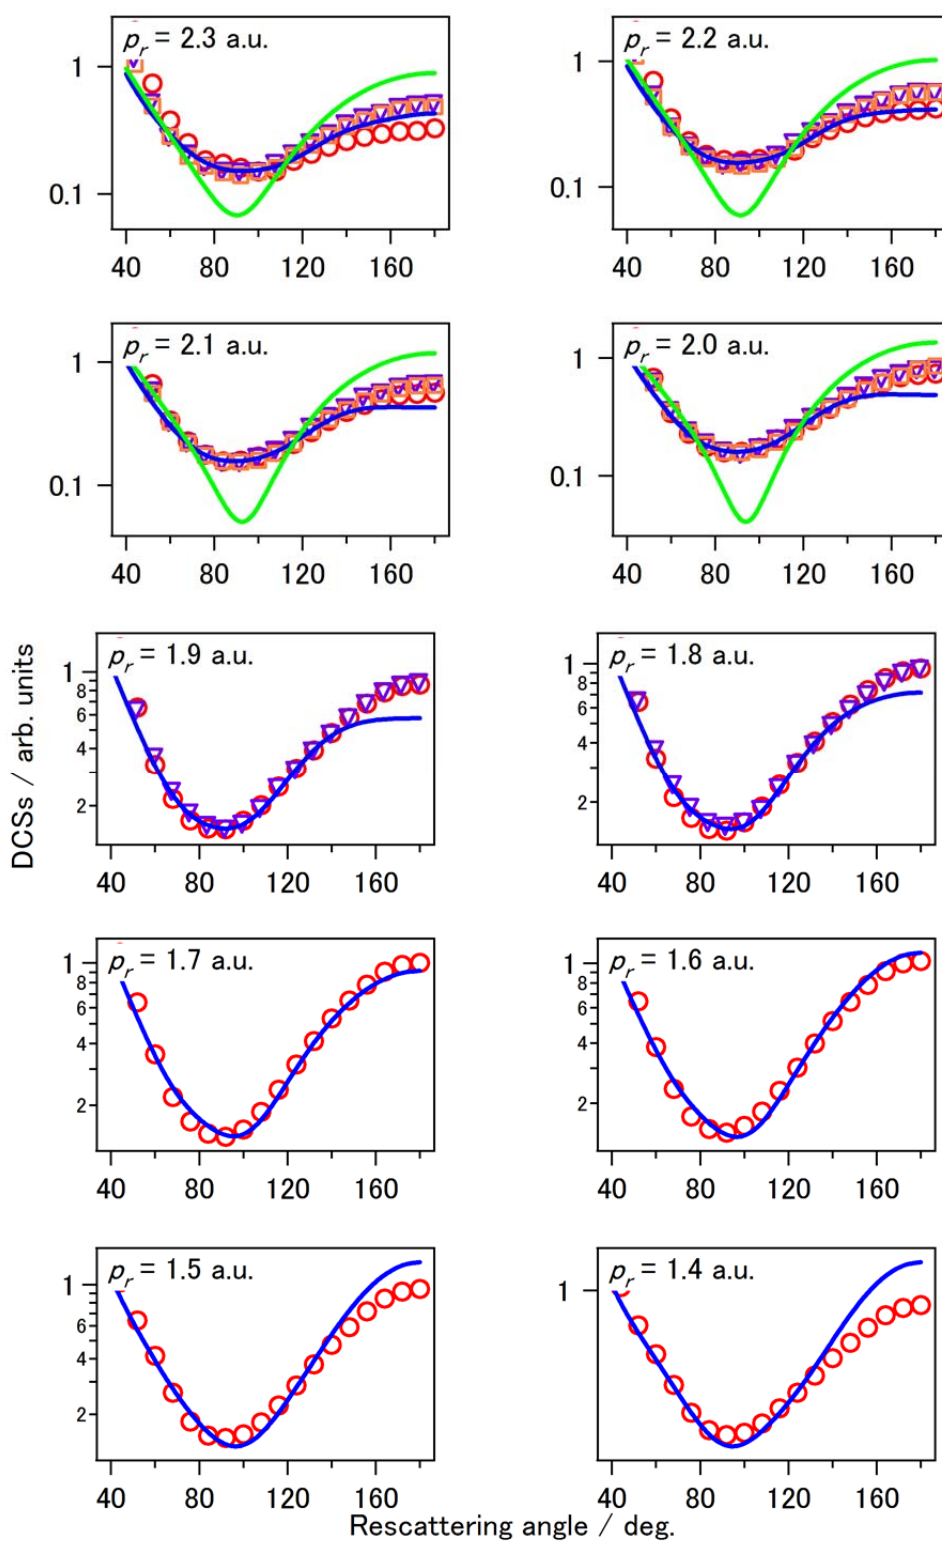 p_r = 2.3 a.u.
1
0.1
40 80 120 160
p_r = 2.2 a.u.
1
0.1
40 80 120 160
p_r = 2.1 a.u.
1
0.1
40 80 120 160
p_r = 2.0 a.u.
1
0.1
40 80 120 160
DCSs / arb. units
p_r = 1.9 a.u.
1
8
6
4
2
40 80 120 160
p_r = 1.8 a.u.
1
8
6
4
2
40 80 120 160
p_r = 1.7 a.u.
1
8
6
4
2
40 80 120 160
p_r = 1.6 a.u.
1
8
6
4
2
40 80 120 160
p_r = 1.5 a.u.
1
6
4
2
40 80 120 160
p_r = 1.4 a.u.
1
40 80 120 160
Rescattering angle / deg.